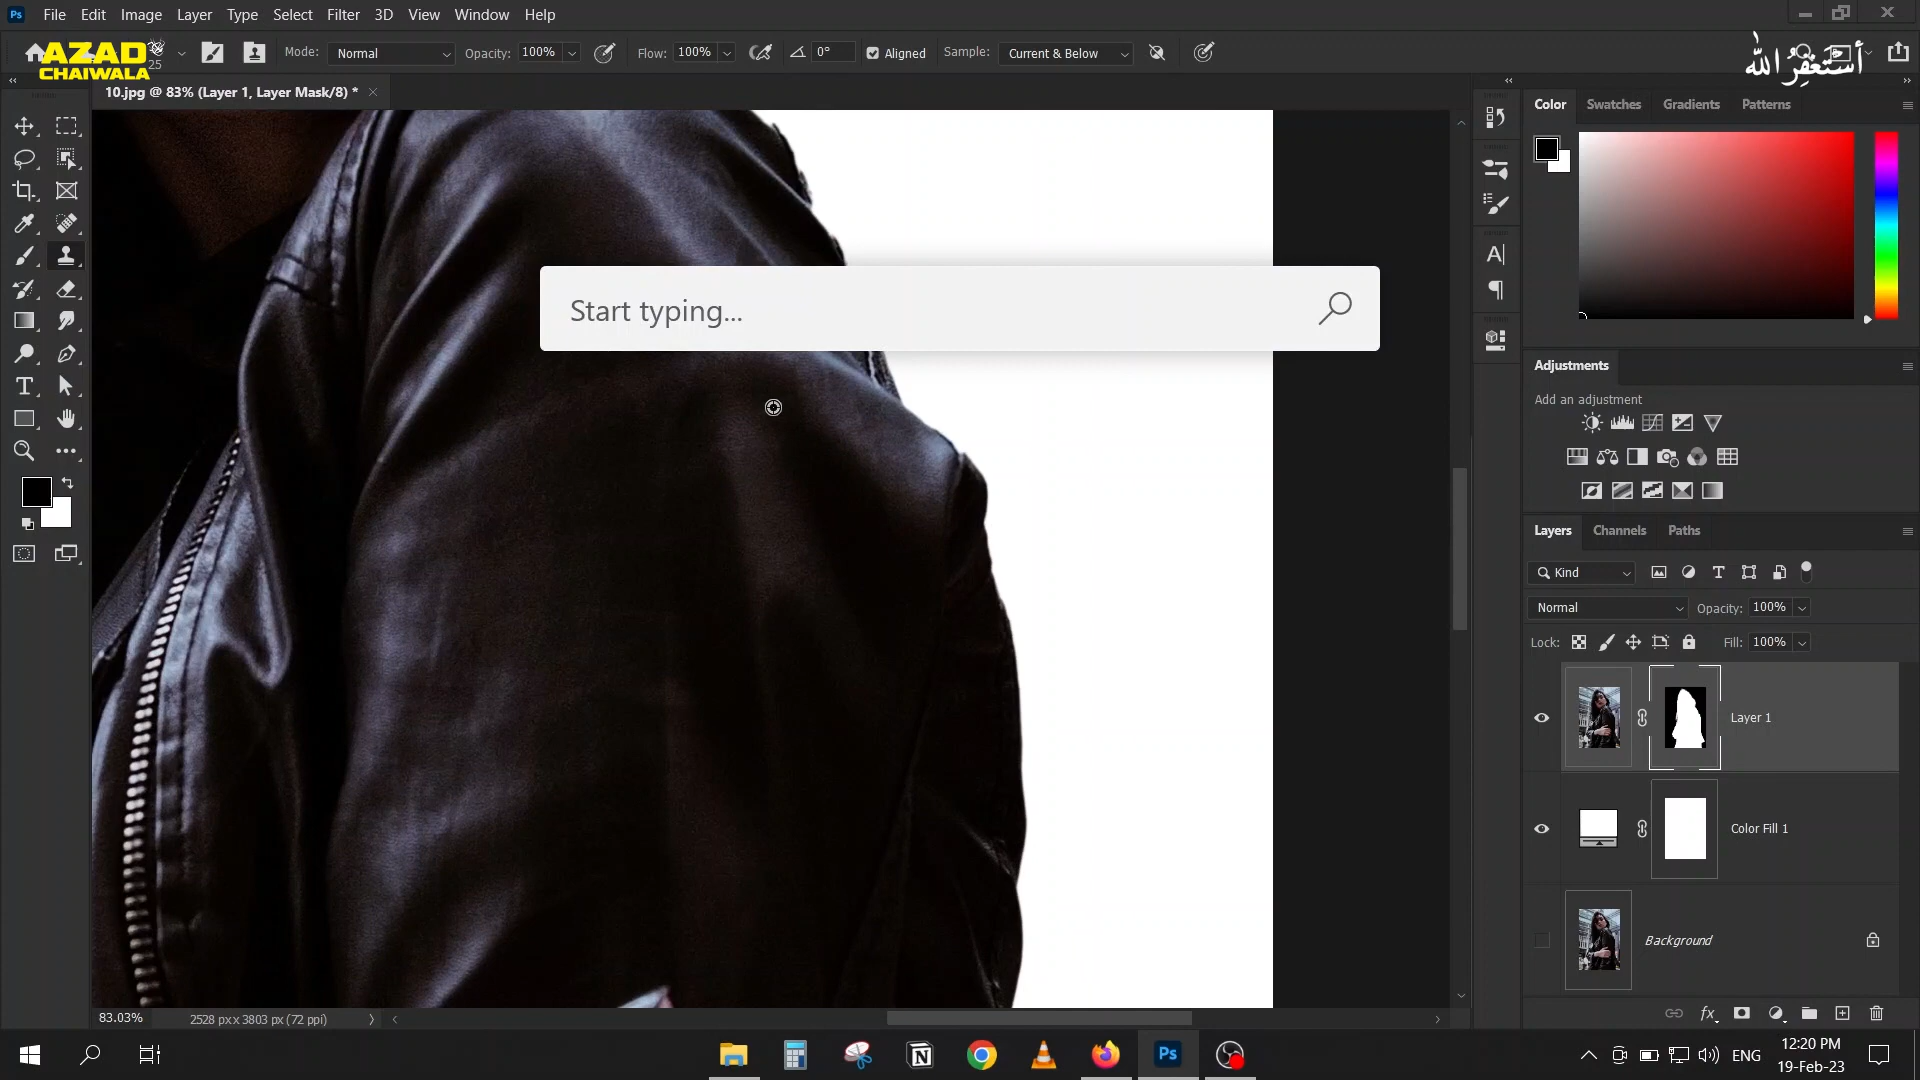 File Edit Image Layer Type Select Filter 3D View Window Help
AZAD
CHAIWALA
25
Mode: Normal Opacity: 100% Flow: 100% 0° Aligned Sample: Current & Below
أستغفر الله
10.jpg @ 83% (Layer 1, Layer Mask/8) *
Color Swatches Gradients Patterns
Start typing...
Adjustments
Add an adjustment
Layers Channels Paths
Kind
Normal Opacity: 100%
Lock: Fill: 100%
Layer 1
Color Fill 1
Background
83.03% 2528 px x 3803 px (72 ppi)
ENG 12:20 PM
19-Feb-23